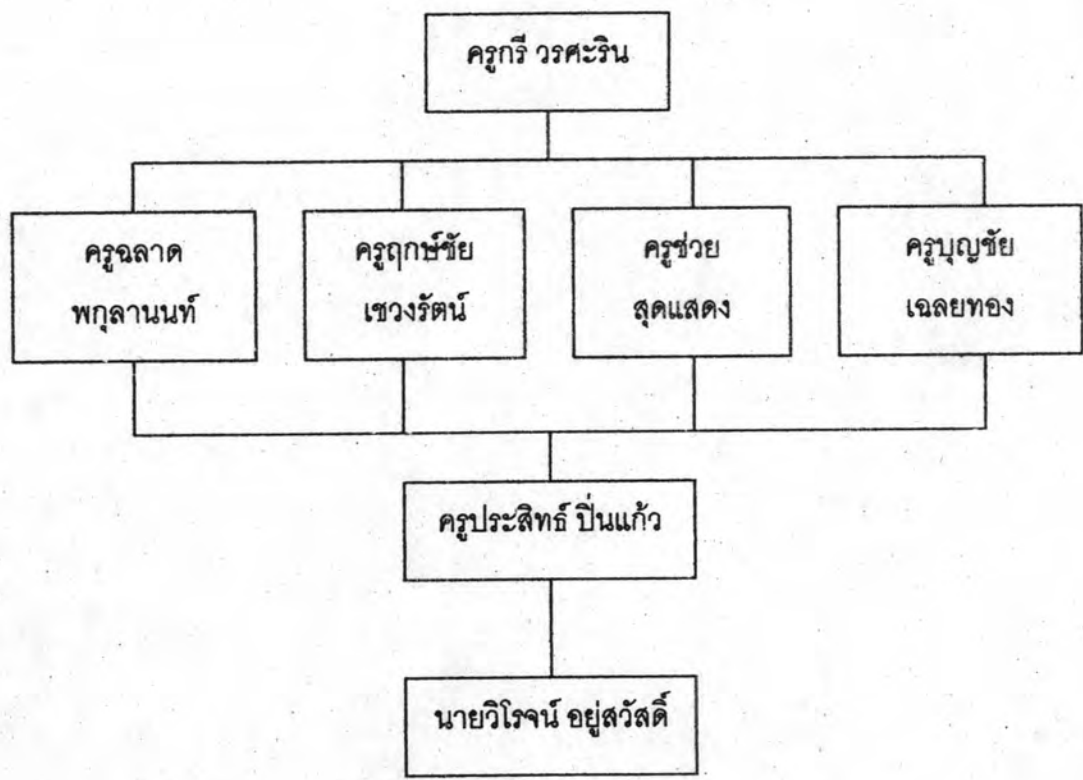 ครูกรี วรศะริน
ครูฉลาด
พกุลานนท์
ครูฤกษ์ชัย
เชวงรัตน์
ครูช่วย
สุดแสดง
ครูบุญชัย
เฉลยทอง
ครูประสิทธ์ ปิ่นแก้ว
นายวิโรจน์ อยู่สวัสดิ์